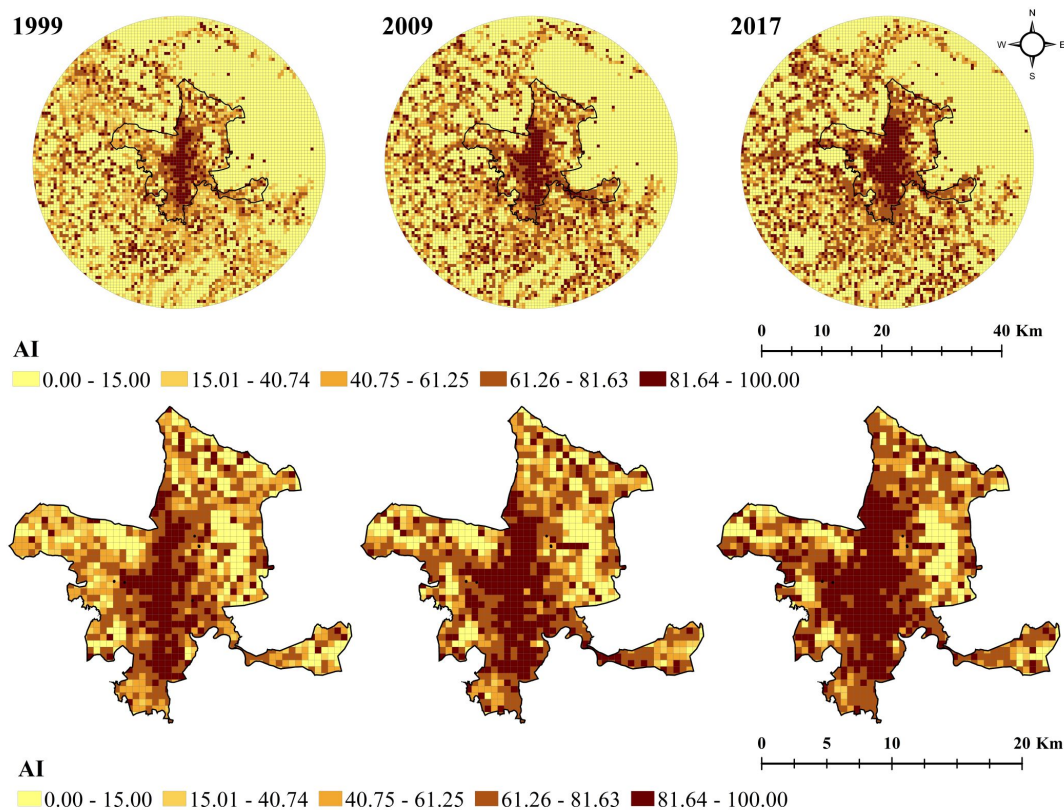 1999 2009 2017
N
W E
S
0 10 20 40 Km
AI
0.00 - 15.00 15.01 - 40.74 40.75 - 61.25 61.26 - 81.63 81.64 - 100.00
0 5 10 20 Km
AI
0.00 - 15.00 15.01 - 40.74 40.75 - 61.25 61.26 - 81.63 81.64 - 100.00